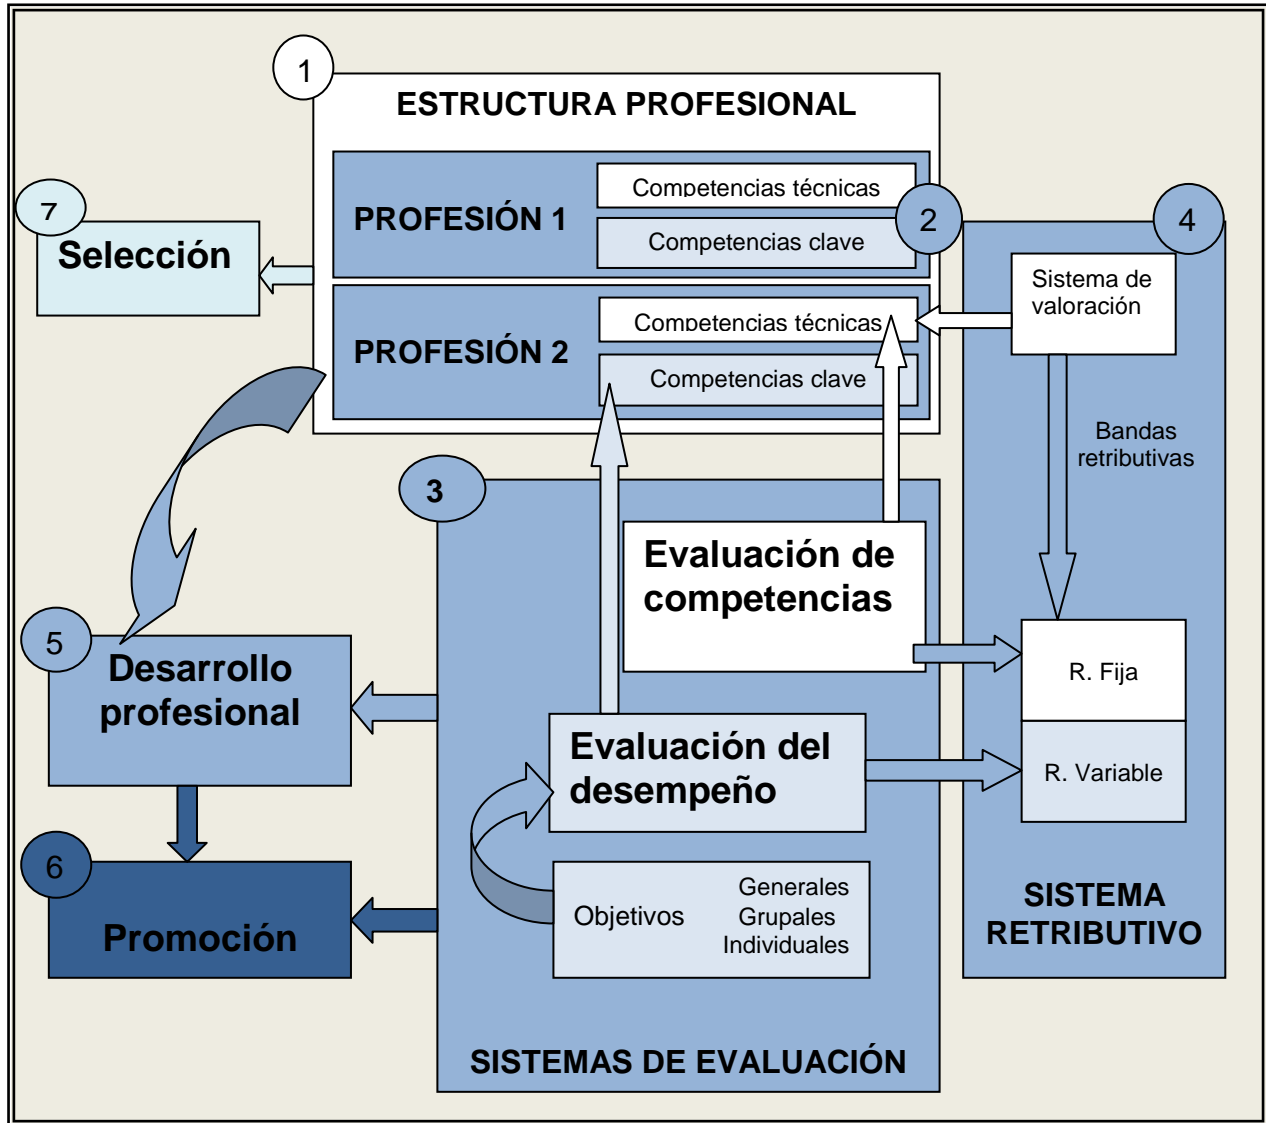 1
ESTRUCTURA PROFESIONAL
PROFESIÓN 1
Competencias técnicas
Competencias clave
2
PROFESIÓN 2
Competencias técnicas
Competencias clave
7
Selección
4
Sistema de
valoración
Bandas
retributivas
3
Evaluación de
competencias
5
Desarrollo
profesional
R. Fija
Evaluación del
desempeño
R. Variable
6
Promoción
Objetivos
Generales
Grupales
Individuales
SISTEMA
RETRIBUTIVO
SISTEMAS DE EVALUACIÓN